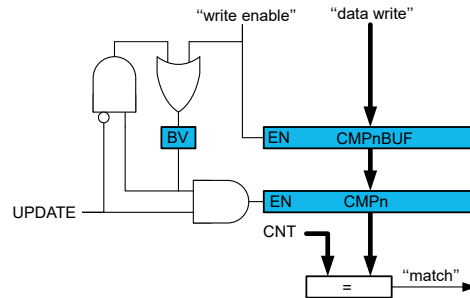 “write enable” “data write”
BV
EN CMPnBUF
EN CMPn
UPDATE
CNT
=
“match”